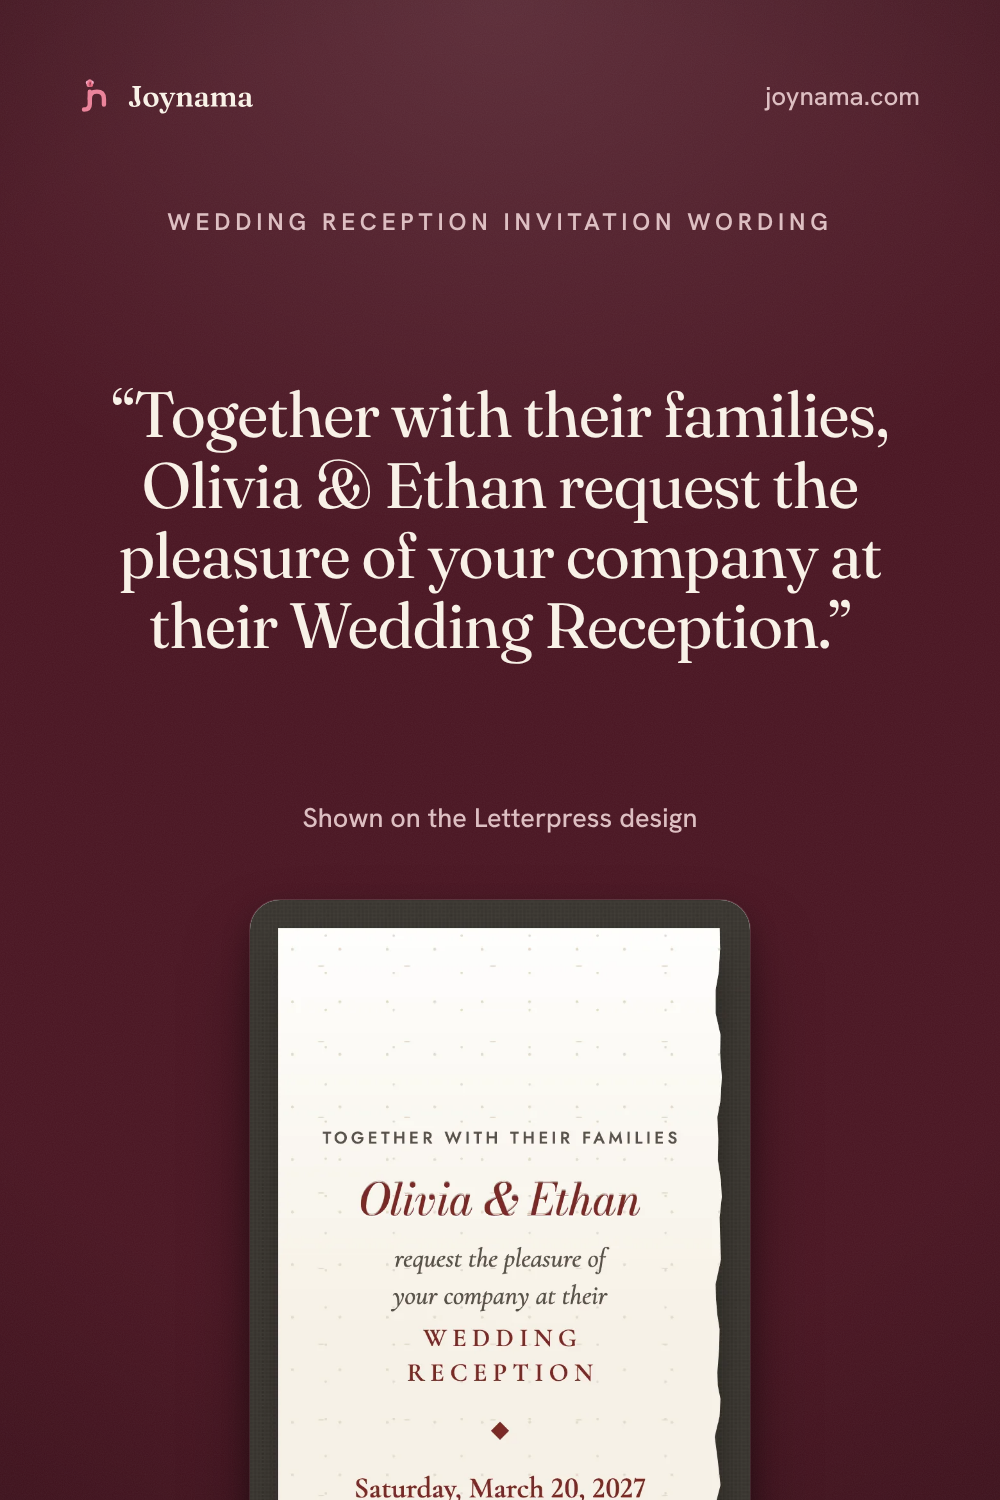 Joynama
joynama.com
WEDDING RECEPTION INVITATION WORDING
“Together with their families,
Olivia & Ethan request the
pleasure of your company at
their Wedding Reception.”
Shown on the Letterpress design
TOGETHER WITH THEIR FAMILIES
Olivia & Ethan
request the pleasure of
your company at their
WEDDING
RECEPTION
Saturday, March 20, 2027